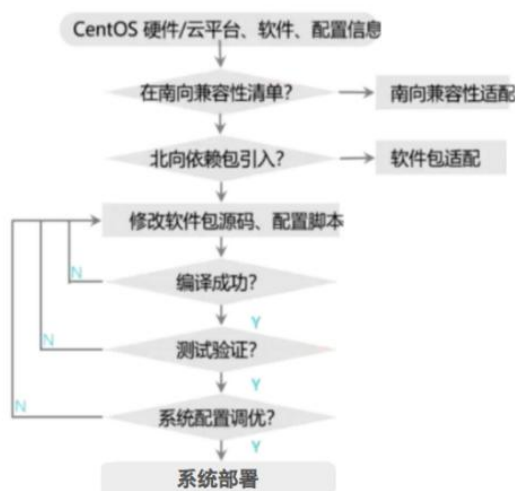 CentOS 硬件/云平台、软件、配置信息
在南向兼容性清单?
南向兼容性适配
北向依赖包引入?
软件包适配
修改软件包源码、配置脚本
N
编译成功?
Y
N
测试验证?
Y
N
系统配置调优?
Y
系统部署